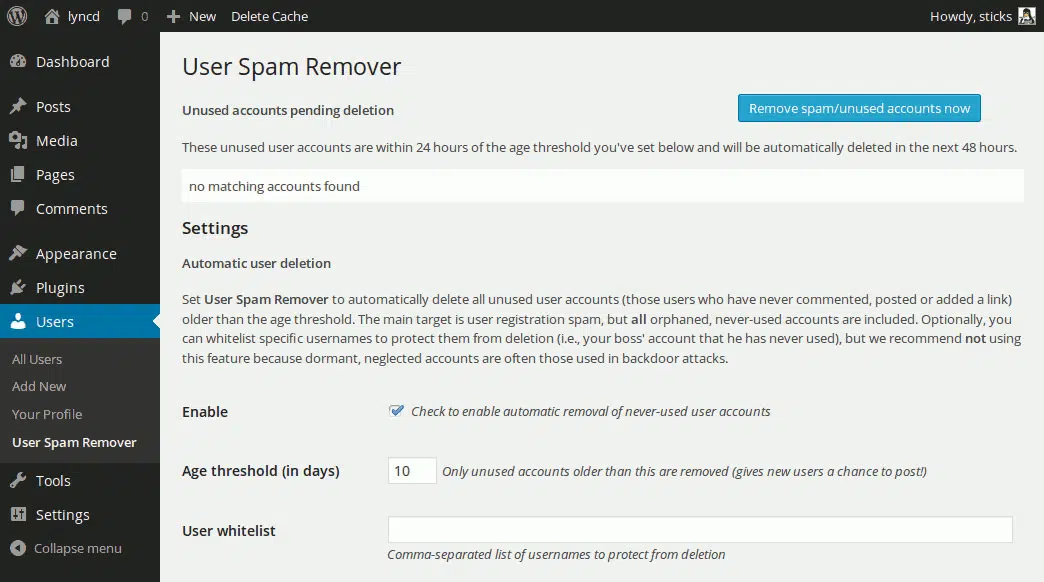 lyncd 0 New Delete Cache Howdy, sticks
Dashboard
Posts
Media
Pages
Comments
Appearance
Plugins
Users
All Users
Add New
Your Profile
User Spam Remover
Tools
Settings
Collapse menu
User Spam Remover
Unused accounts pending deletion
Remove spam/unused accounts now
These unused user accounts are within 24 hours of the age threshold you've set below and will be automatically deleted in the next 48 hours.
no matching accounts found
Settings
Automatic user deletion
Set User Spam Remover to automatically delete all unused user accounts (those users who have never commented, posted or added a link)
older than the age threshold. The main target is user registration spam, but all orphaned, never-used accounts are included. Optionally, you
can whitelist specific usernames to protect them from deletion (i.e., your boss' account that he has never used), but we recommend not using
this feature because dormant, neglected accounts are often those used in backdoor attacks.
Enable Check to enable automatic removal of never-used user accounts
Age threshold (in days) 10 Only unused accounts older than this are removed (gives new users a chance to post!)
User whitelist
Comma-separated list of usernames to protect from deletion